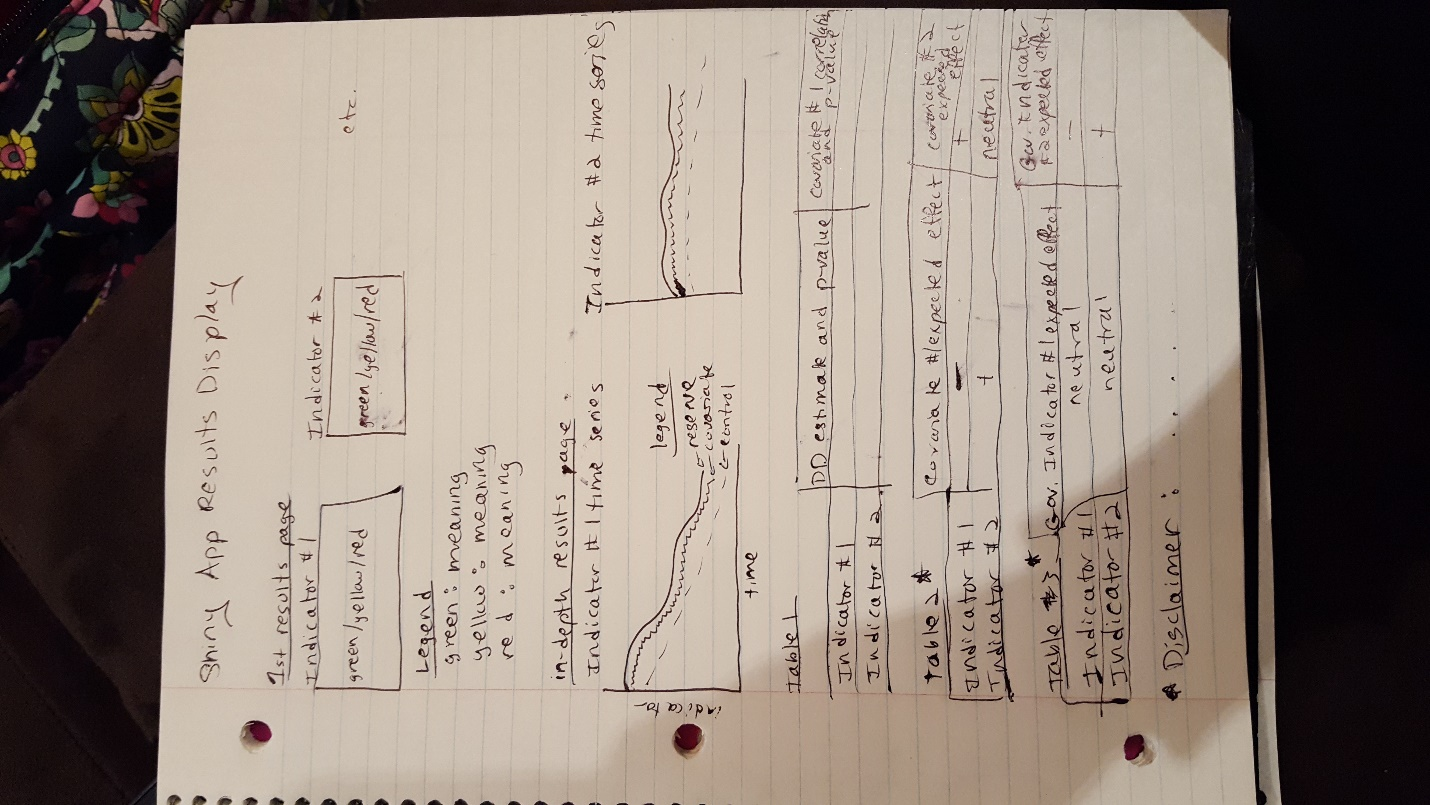 Shiny App Results Display
1st results page
Indicator #1 Indicator #2
green/yellow/red green/yellow/red etc.
Legend
green: meaning
yellow: meaning
red: meaning
in-depth results page:
Indicator #1 time series Indicator #2 time series
indicator
legend
reserve
covariate
control
time
Table 1
DD estimate and p-value covariate #1 correlation and p-value
Indicator #1
Indicator #2
Table 2*
covariate #1 expected effect covariate #2 expected effect
Indicator #1 - +
Indicator #2 + neutral
Table #3*
Gov. Indicator #1 expected effect Gov. Indicator #2 expected effect
Indicator #1 neutral -
Indicator #2 neutral +
* Disclaimer: . . . . . .